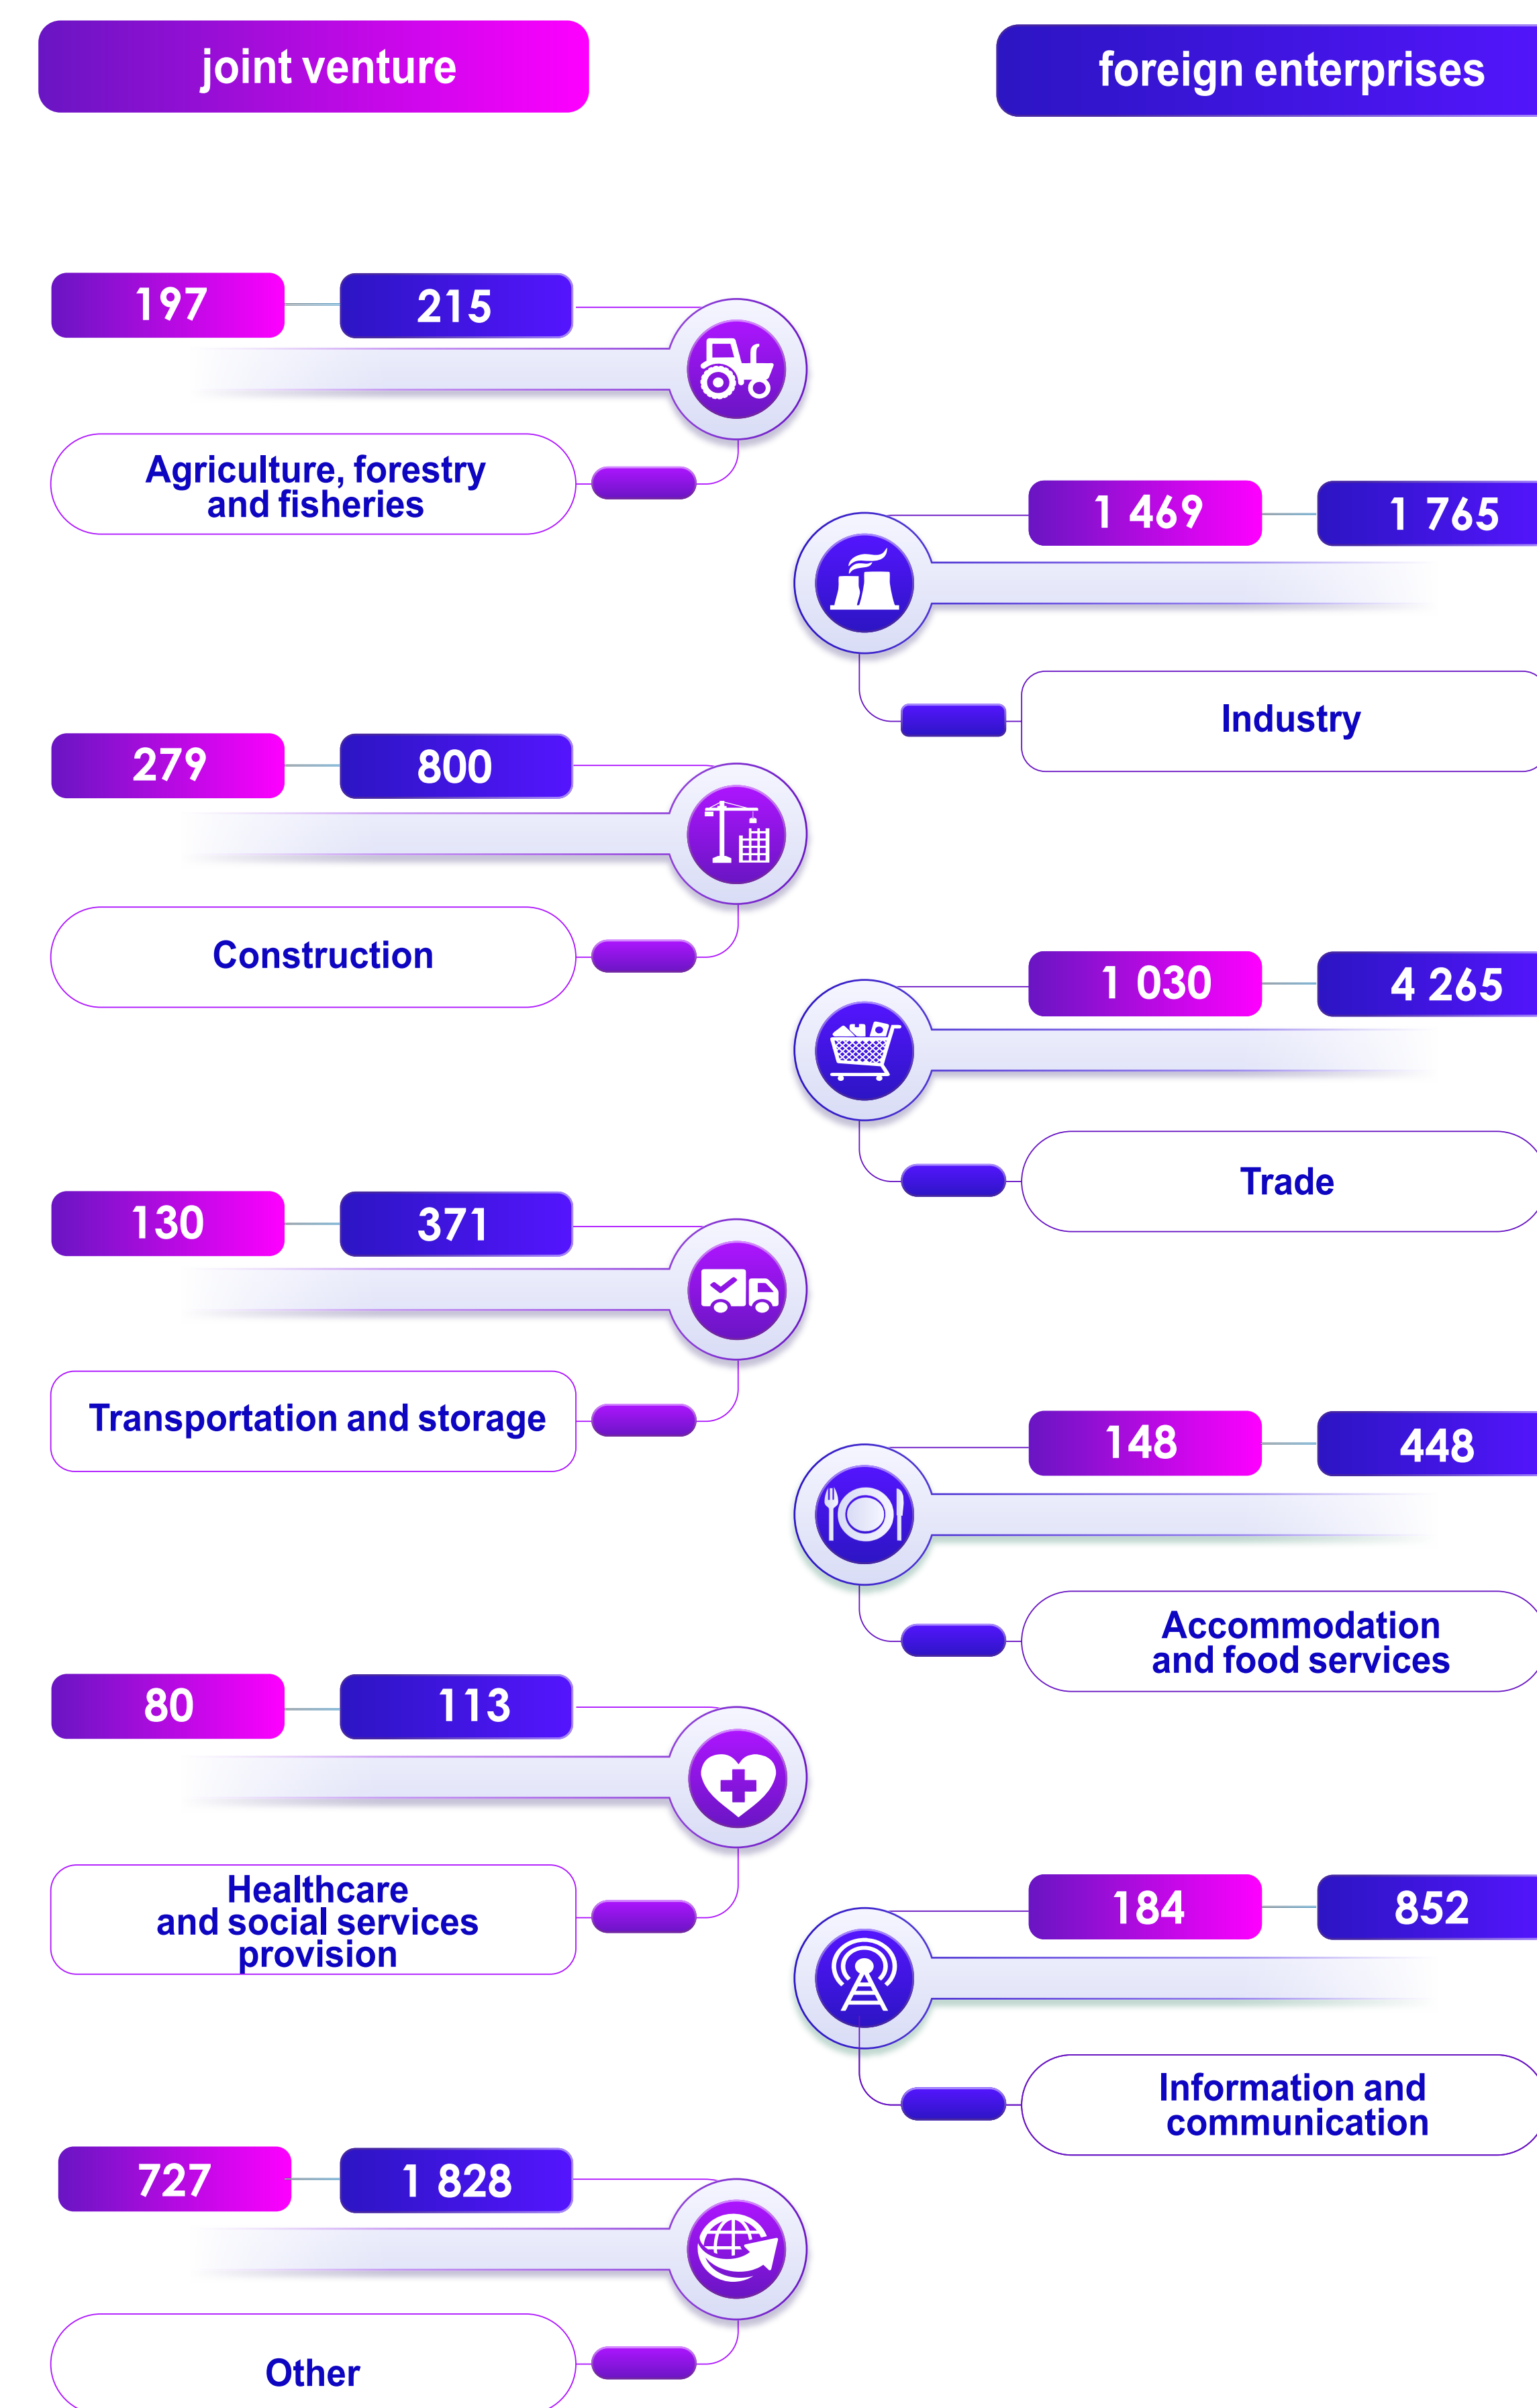 joint venture
foreign enterprises
197
215
Agriculture, forestry
and fisheries
1 469
1 765
Industry
279
800
Construction
1 030
4 265
Trade
130
371
Transportation and storage
148
448
Accommodation
and food services
80
113
Healthcare
and social services
provision
184
852
Information and
communication
727
1 828
Other